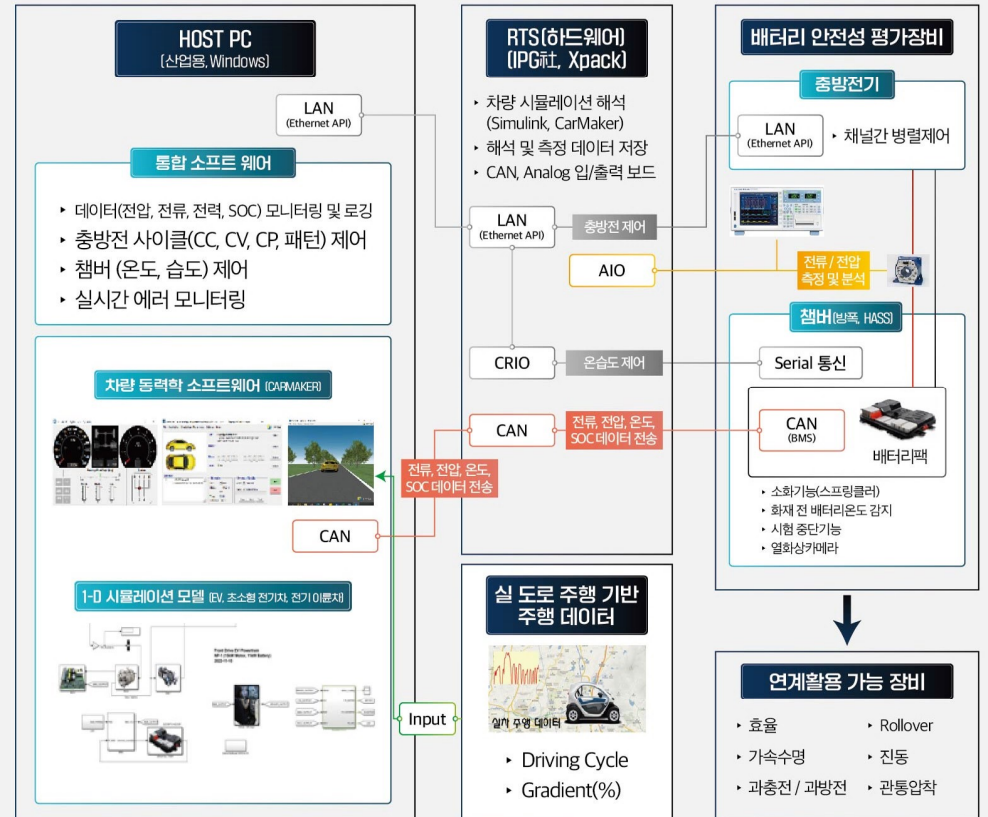 HOST PC
(산업용, Windows)
LAN
(Ethernet API)
통합 소프트 웨어
‣ 데이터(전압, 전류, 전력, SOC) 모니터링 및 로깅
‣ 충방전 사이클(CC, CV, CP, 패턴) 제어
‣ 챔버 (온도, 습도) 제어
‣ 실시간 에러 모니터링
차량 동력학 소프트웨어 (CARMAKER)
전류, 전압, 온도,
SOC 데이터 전송
CAN
1-D 시뮬레이션 모델 (EV, 초소형 전기차, 전기 이륜차)
Input
RTS(하드웨어)
(IPG社, Xpack)
‣ 차량 시뮬레이션 해석
(Simulink, CarMaker)
‣ 해석 및 측정 데이터 저장
‣ CAN, Analog 입/출력 보드
LAN
(Ethernet API)
충방전 제어
AIO
CRIO
온습도 제어
CAN
전류, 전압, 온도,
SOC 데이터 전송
실 도로 주행 기반
주행 데이터
실차 주행 데이터
‣ Driving Cycle
‣ Gradient(%)
배터리 안전성 평가장비
중방전기
LAN
(Ethernet API)
‣ 채널간 병렬제어
전류 / 전압
측정 및 분석
챔버(방폭, HASS)
Serial 통신
CAN
(BMS)
배터리팩
‣ 소화기능(스프링클러)
‣ 화재 전 배터리온도 감지
‣ 시험 중단기능
‣ 열화상카메라
연계활용 가능 장비
‣ 효율
‣ Rollover
‣ 가속수명
‣ 진동
‣ 과충전 / 과방전
‣ 관통압착